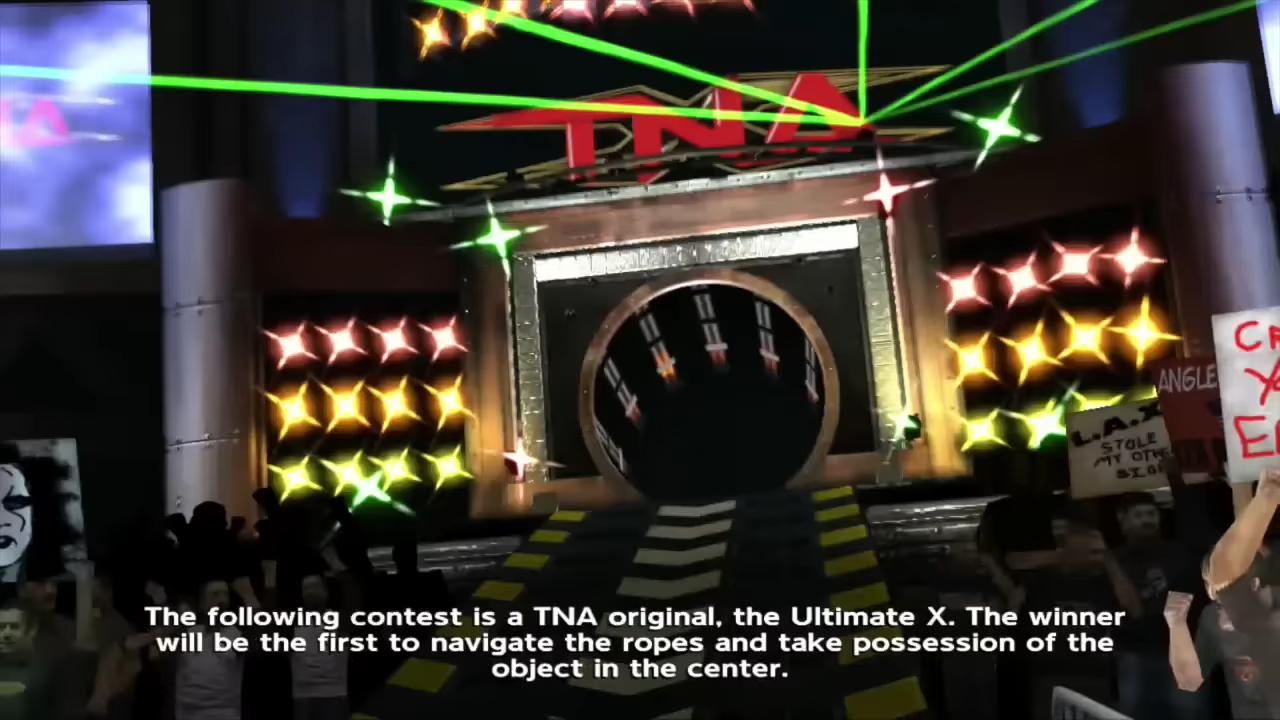 TNA
ANGLE
L.A.X
STOLE
MY OTHER
SIGN
The following contest is a TNA original, the Ultimate X. The winner
will be the first to navigate the ropes and take possession of the
object in the center.